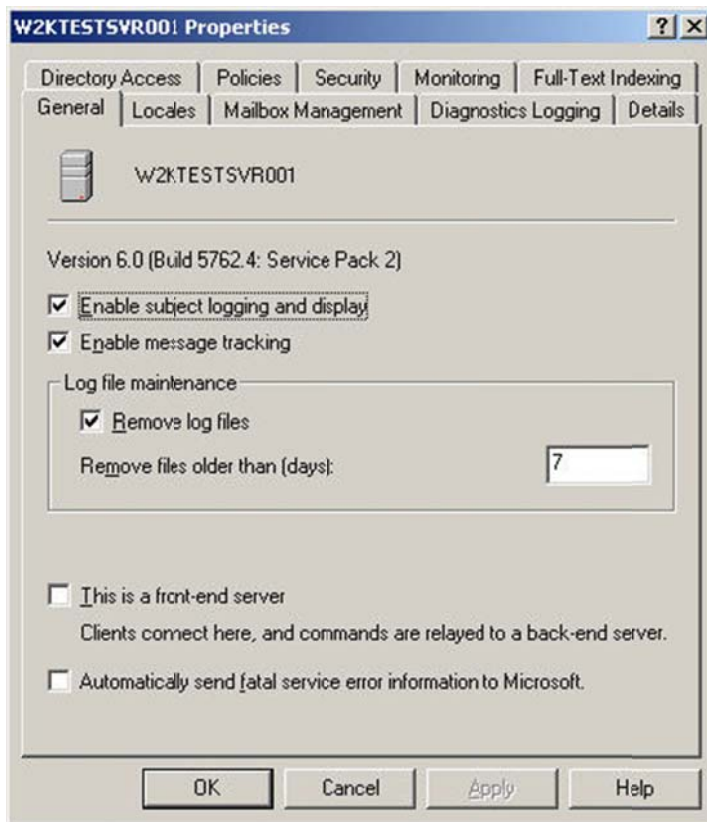 W2KTESTSVR001 Properties
Directory Access Policies Security Monitoring Full-Text Indexing
General Locales Mailbox Management Diagnostics Logging Details
W2KTESTSVR001
Version 6.0 (Build 5762.4: Service Pack 2)
Enable subject logging and display
Enable message tracking
Log file maintenance
Remove log files
Remove files older than (days): 7
This is a front-end server
Clients connect here, and commands are relayed to a back-end server.
Automatically send fatal service error information to Microsoft.
OK Cancel Apply Help